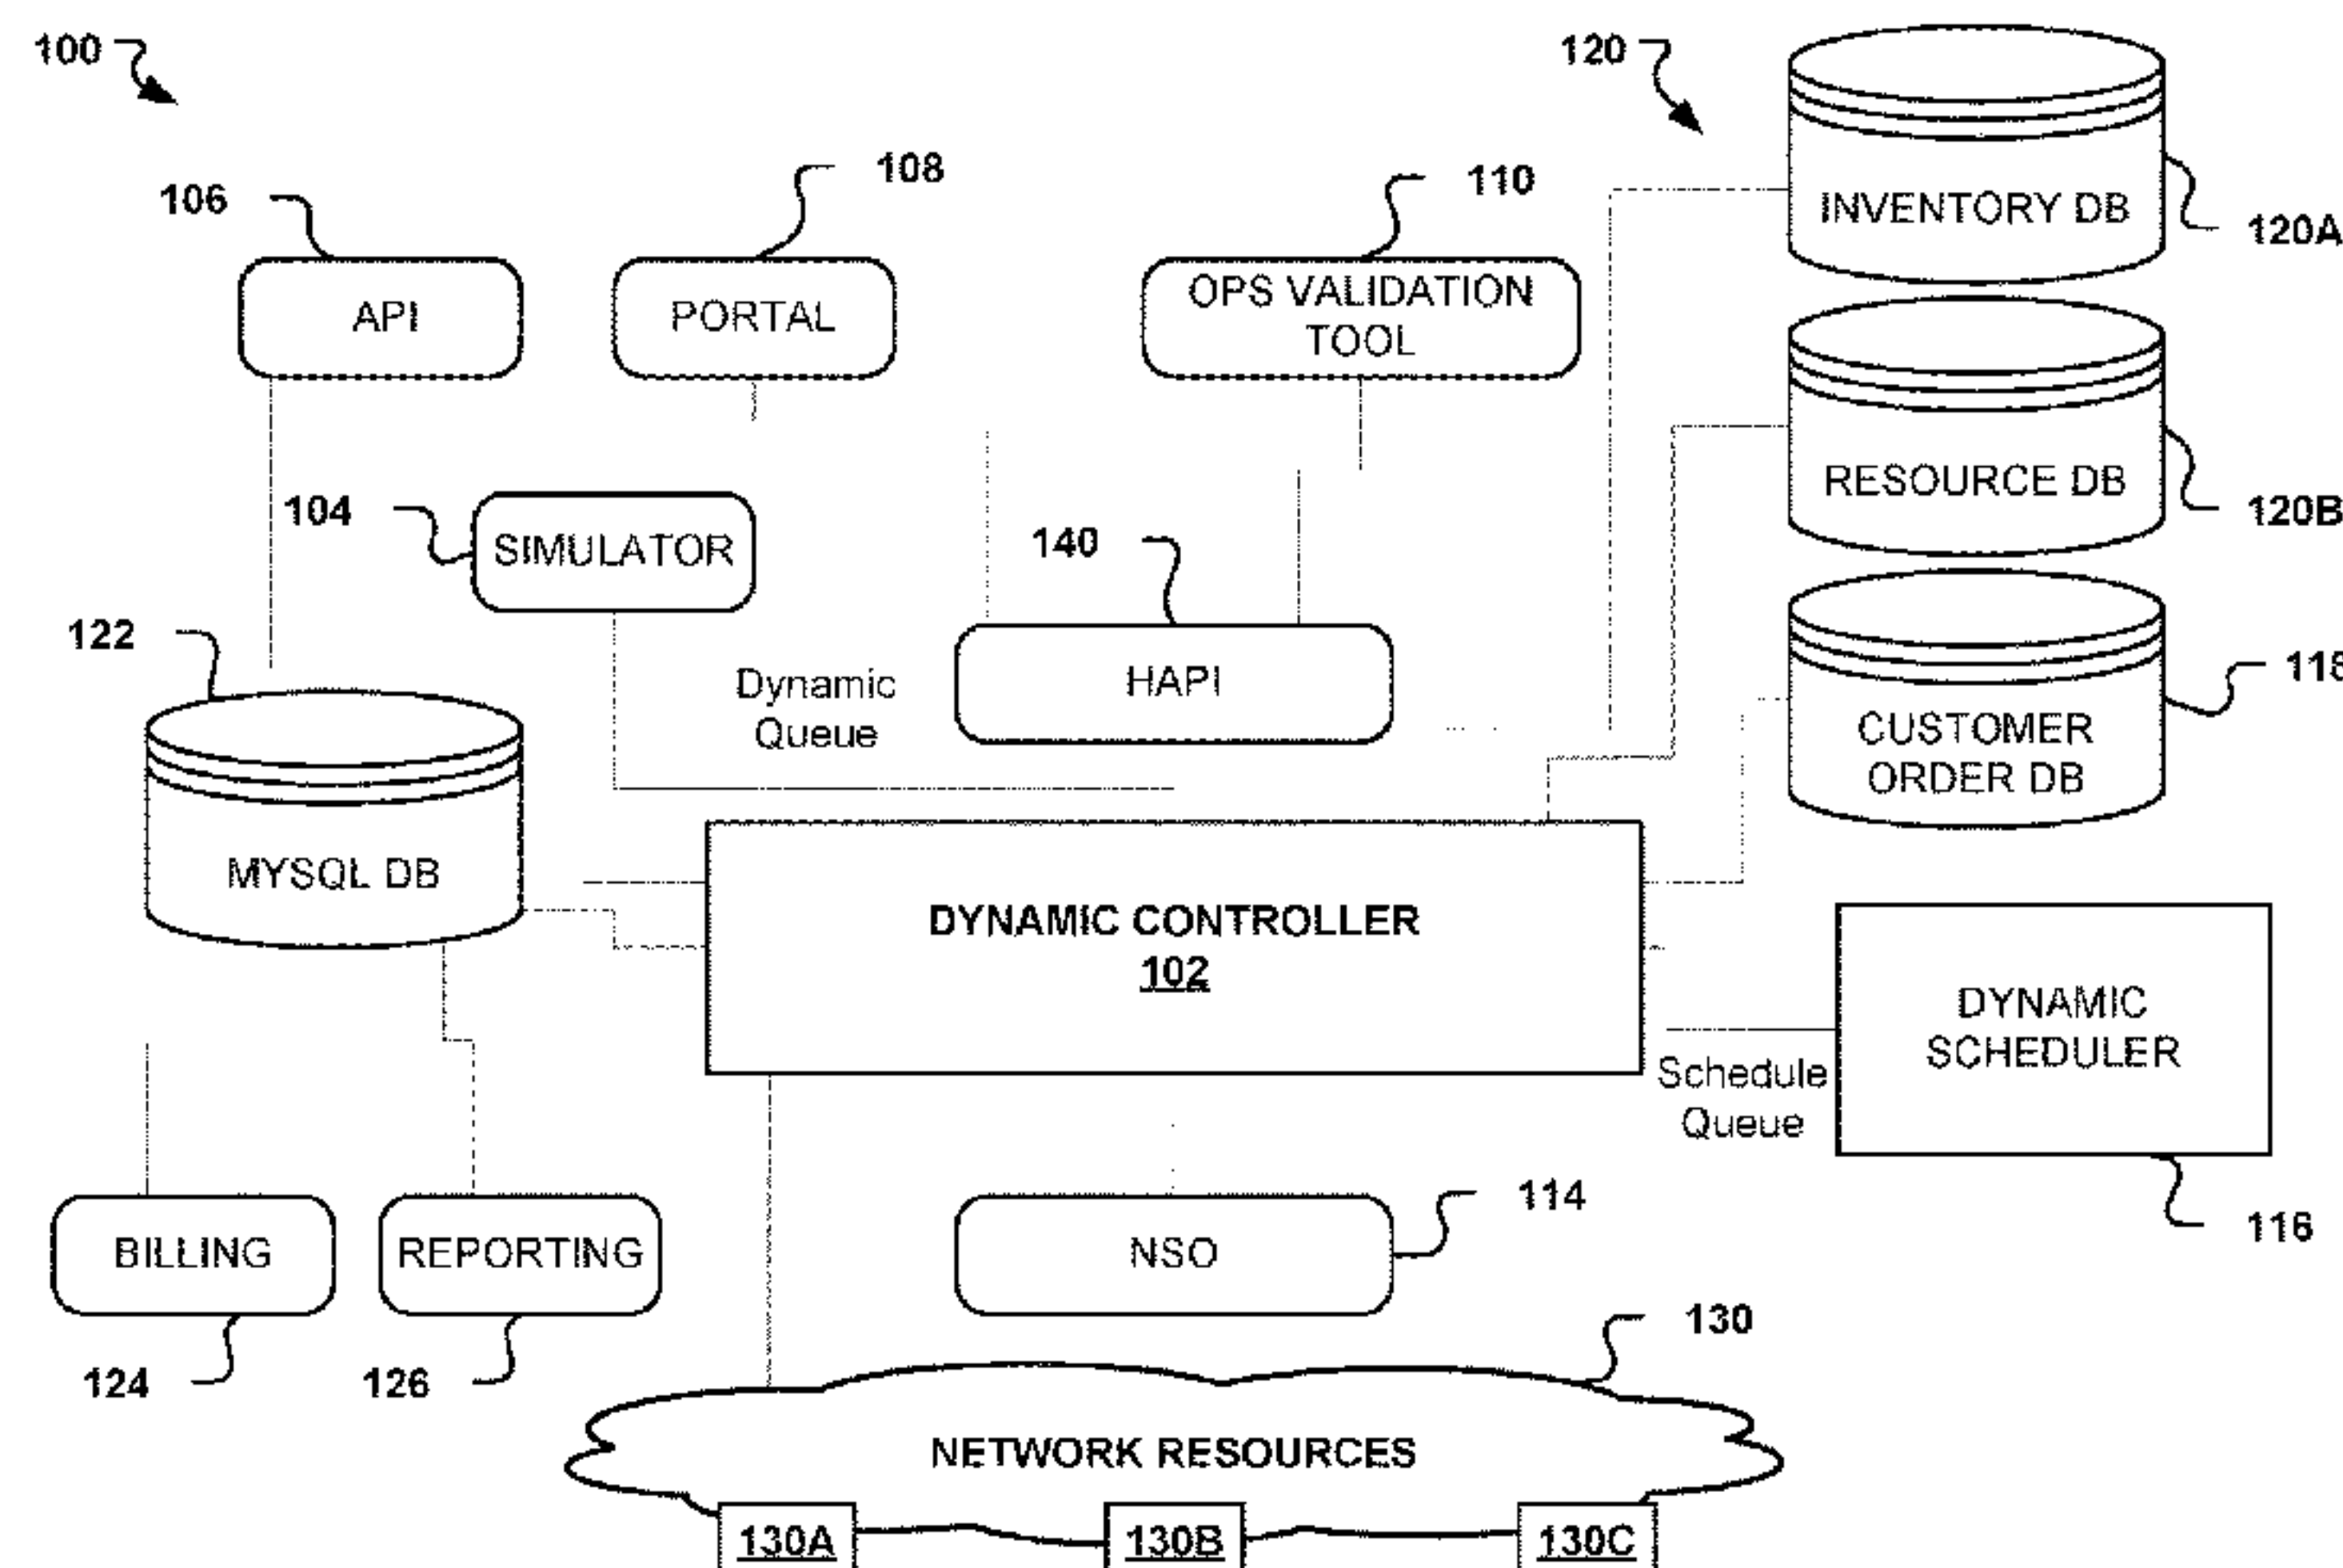 100
120
106
108
110
INVENTORY DB
120A
API
PORTAL
OPS VALIDATION
TOOL
RESOURCE DB
120B
104
SIMULATOR
140
122
Dynamic
Queue
HAPI
118
CUSTOMER
ORDER DB
MYSQL DB
DYNAMIC CONTROLLER
102
DYNAMIC
SCHEDULER
Schedule
Queue
BILLING
REPORTING
NSO
114
116
124
126
130
NETWORK RESOURCES
130A
130B
130C